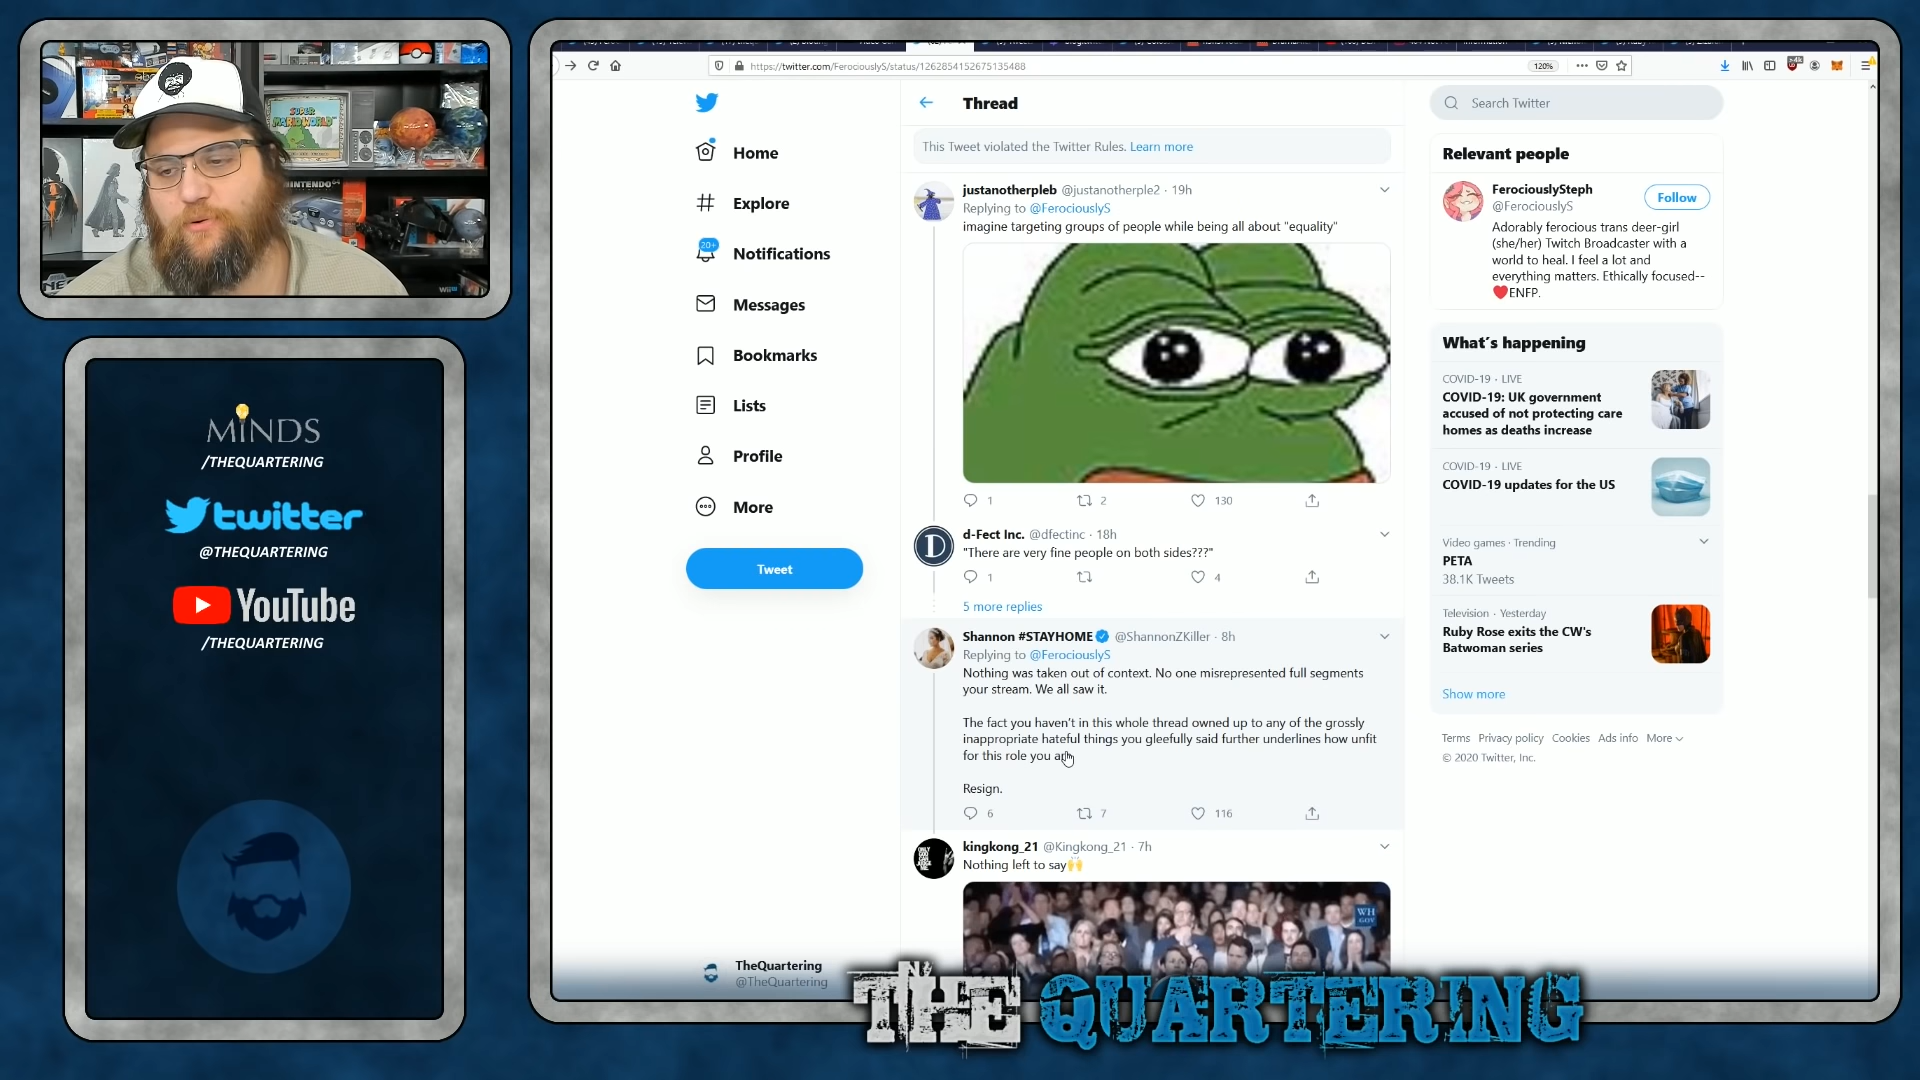 SUPER
MARIO WORLD
NINTENDO
Wii U
MINDS
/THEQUARTERING
twitter
@THEQUARTERING
YouTube
/THEQUARTERING
https://twitter.com/FerociouslyS/status/1262854152675135488
120%
Home
Explore
20+
Notifications
Messages
Bookmarks
Lists
Profile
More
Tweet
TheQuartering
@TheQuartering
Thread
This Tweet violated the Twitter Rules. Learn more
justanotherpleb @justanotherple2 · 19h
Replying to @FerociouslyS
imagine targeting groups of people while being all about "equality"
1 2 130
D
d-Fect Inc. @dfectinc · 18h
"There are very fine people on both sides???"
1 4
5 more replies
Shannon #STAYHOME @ShannonZKiller · 8h
Replying to @FerociouslyS
Nothing was taken out of context. No one misrepresented full segments
your stream. We all saw it.
The fact you haven't in this whole thread owned up to any of the grossly
inappropriate hateful things you gleefully said further underlines how unfit
for this role you
Resign.
6 7 116
kingkong_21 @Kingkong_21 · 7h
Nothing left to say🙌
WH
GOV
Search Twitter
Relevant people
FerociouslySteph
@FerociouslyS
Follow
Adorably ferocious trans deer-girl
(she/her) Twitch Broadcaster with a
world to heal. I feel a lot and
everything matters. Ethically focused--
❤️ENFP.
What's happening
COVID-19 · LIVE
COVID-19: UK government
accused of not protecting care
homes as deaths increase
COVID-19 · LIVE
COVID-19 updates for the US
Video games · Trending
PETA
38.1K Tweets
Television · Yesterday
Ruby Rose exits the CW's
Batwoman series
Show more
Terms Privacy policy Cookies Ads info More
© 2020 Twitter, Inc.
THE QUARTERING